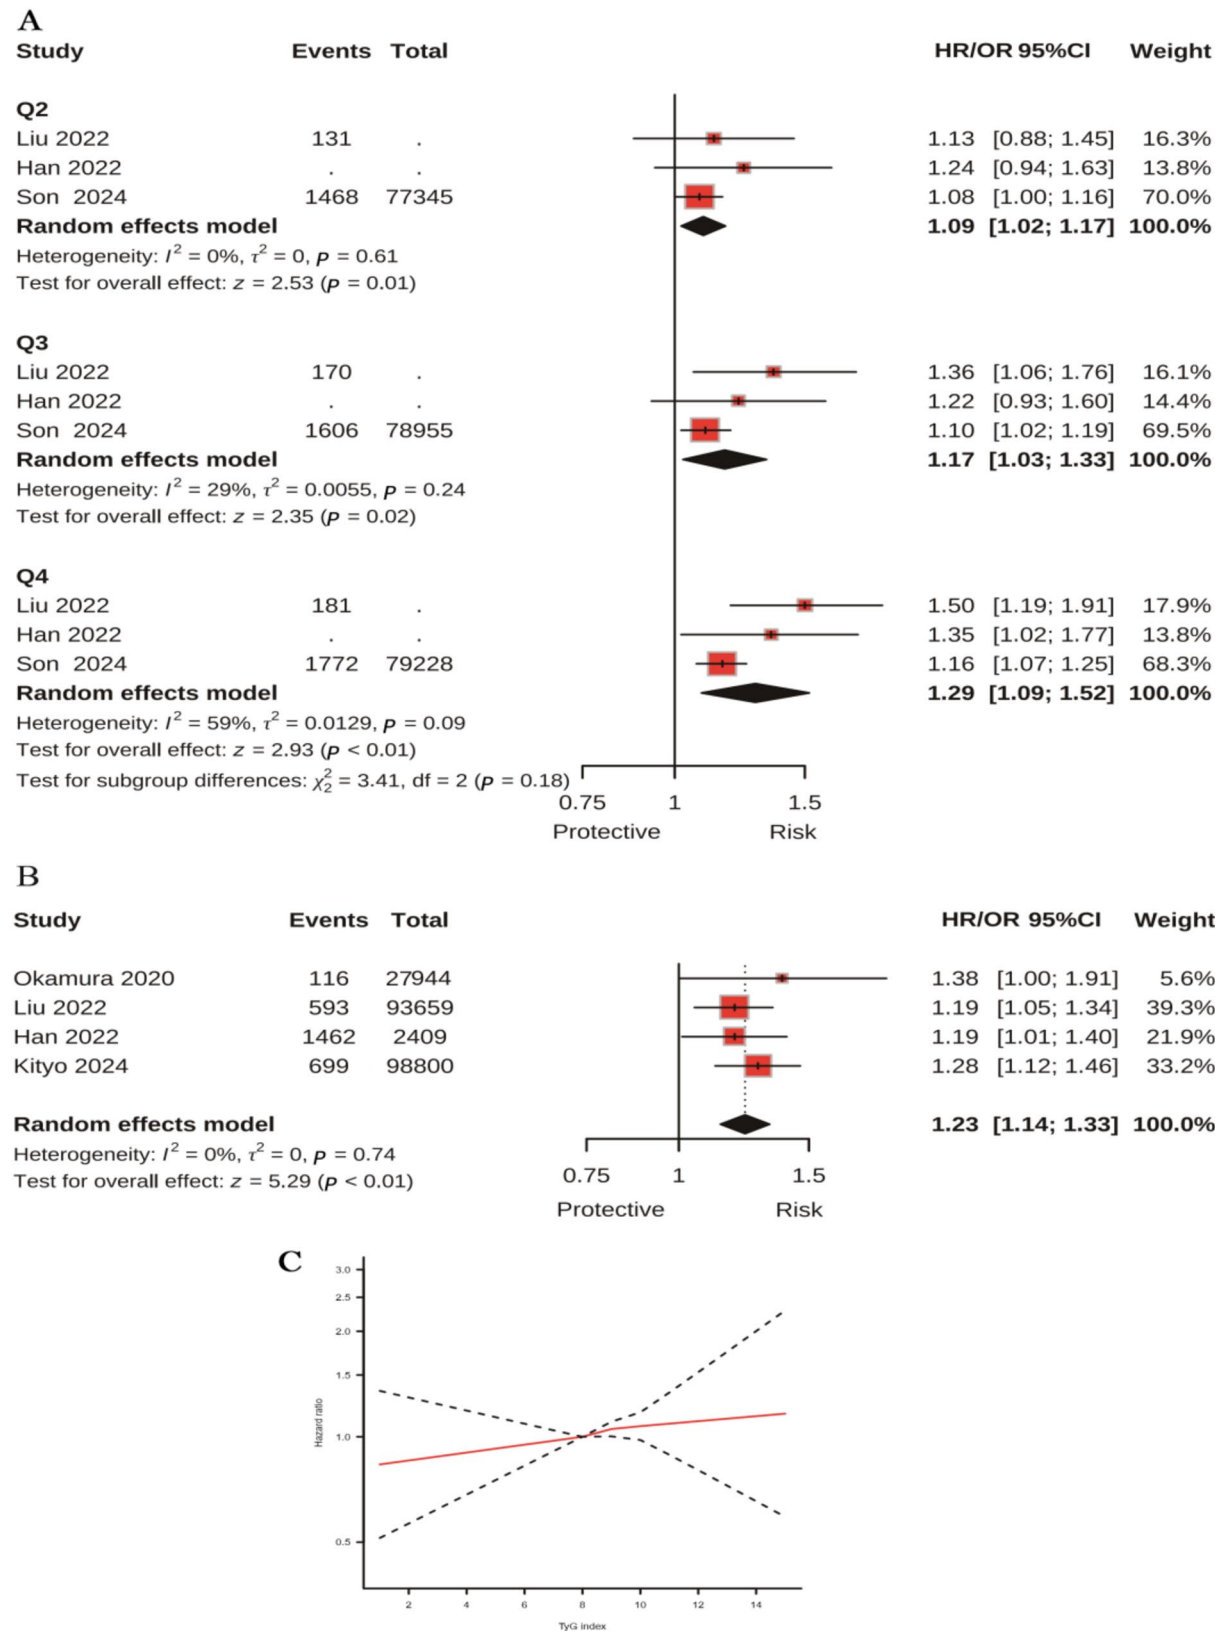 A
Study Events Total HR/OR 95%CI Weight
Q2
Liu 2022 131 . 1.13 [0.88; 1.45] 16.3%
Han 2022 . . 1.24 [0.94; 1.63] 13.8%
Son 2024 1468 77345 1.08 [1.00; 1.16] 70.0%
Random effects model 1.09 [1.02; 1.17] 100.0%
Heterogeneity: I² = 0%, τ² = 0, p = 0.61
Test for overall effect: z = 2.53 (p = 0.01)
Q3
Liu 2022 170 . 1.36 [1.06; 1.76] 16.1%
Han 2022 . . 1.22 [0.93; 1.60] 14.4%
Son 2024 1606 78955 1.10 [1.02; 1.19] 69.5%
Random effects model 1.17 [1.03; 1.33] 100.0%
Heterogeneity: I² = 29%, τ² = 0.0055, p = 0.24
Test for overall effect: z = 2.35 (p = 0.02)
Q4
Liu 2022 181 . 1.50 [1.19; 1.91] 17.9%
Han 2022 . . 1.35 [1.02; 1.77] 13.8%
Son 2024 1772 79228 1.16 [1.07; 1.25] 68.3%
Random effects model 1.29 [1.09; 1.52] 100.0%
Heterogeneity: I² = 59%, τ² = 0.0129, p = 0.09
Test for overall effect: z = 2.93 (p < 0.01)
Test for subgroup differences: χ²₂ = 3.41, df = 2 (p = 0.18)
0.75 1 1.5
Protective Risk
B
Study Events Total HR/OR 95%CI Weight
Okamura 2020 116 27944 1.38 [1.00; 1.91] 5.6%
Liu 2022 593 93659 1.19 [1.05; 1.34] 39.3%
Han 2022 1462 2409 1.19 [1.01; 1.40] 21.9%
Kityo 2024 699 98800 1.28 [1.12; 1.46] 33.2%
Random effects model 1.23 [1.14; 1.33] 100.0%
Heterogeneity: I² = 0%, τ² = 0, p = 0.74
Test for overall effect: z = 5.29 (p < 0.01)
0.75 1 1.5
Protective Risk
C
3.0
2.5
2.0
1.5
1.0
0.5
Hazard ratio
2 4 6 8 10 12 14
TyG index